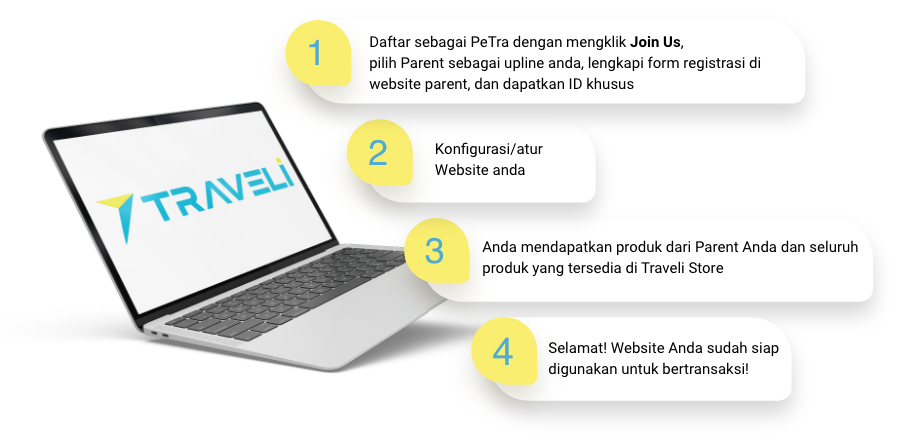 1
Daftar sebagai PeTra dengan mengklik Join Us,
pilih Parent sebagai upline anda, lengkapi form registrasi di
website parent, dan dapatkan ID khusus
TRAVELI
2
Konfigurasi/atur
Website anda
3
Anda mendapatkan produk dari Parent Anda dan seluruh
produk yang tersedia di Traveli Store
4
Selamat! Website Anda sudah siap
digunakan untuk bertransaksi!